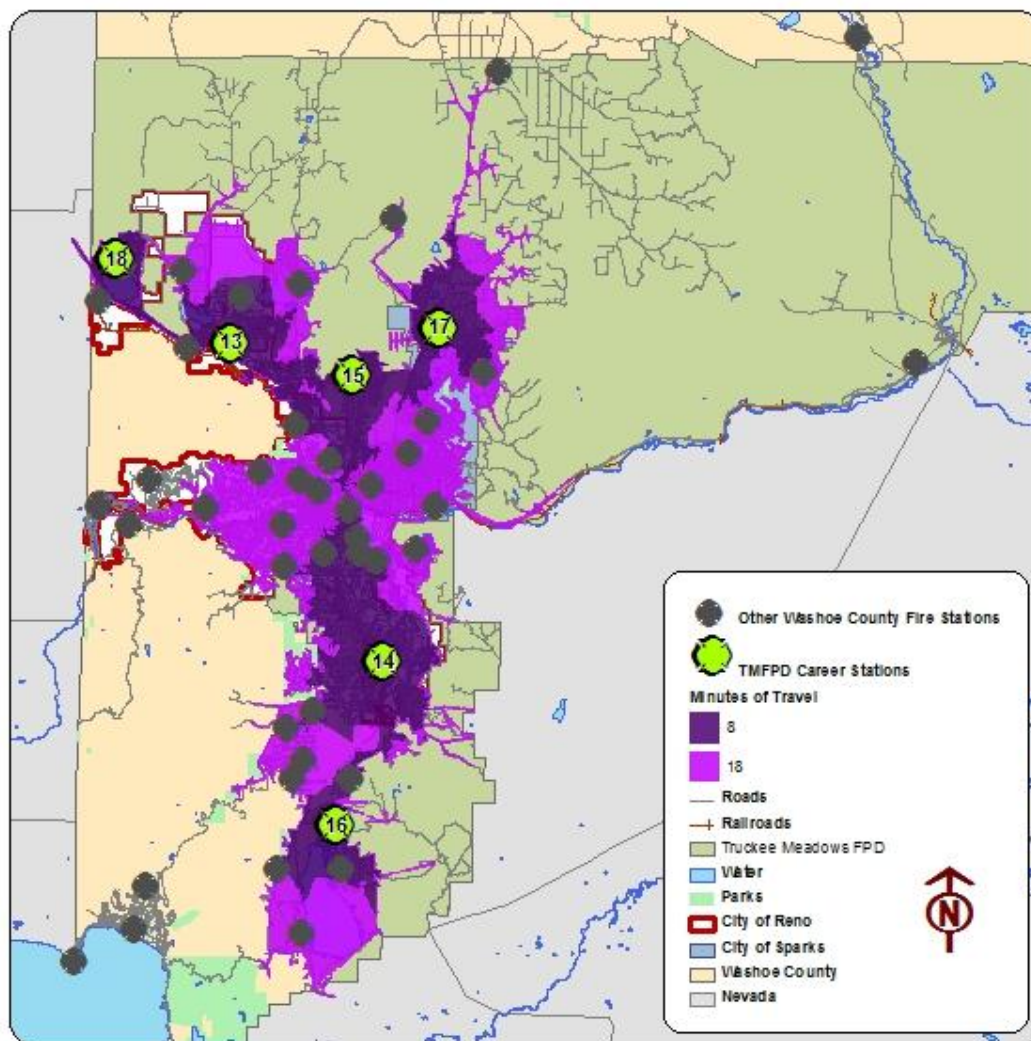 18
17
13
15
14
16
Other Washoe County Fire Stations
TMFPD Career Stations
Minutes of Travel
8
18
Roads
Railroads
Truckee Meadows FPD
Water
Parks
City of Reno
City of Sparks
Washoe County
Nevada
N